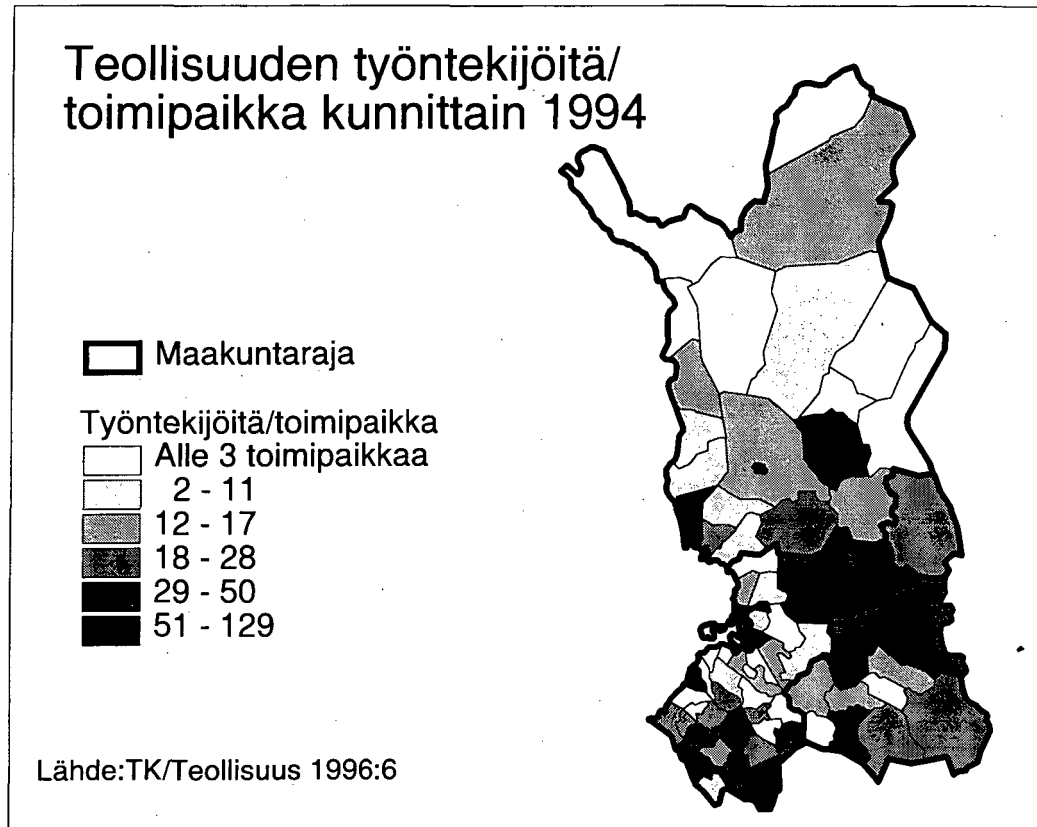 Teollisuuden työntekijöitä/
toimipaikka kunnittain 1994
Maakuntaraja
Työntekijöitä/toimipaikka
Alle 3 toimipaikkaa
2 - 11
12 - 17
18 - 28
29 - 50
51 - 129
Lähde:TK/Teollisuus 1996:6